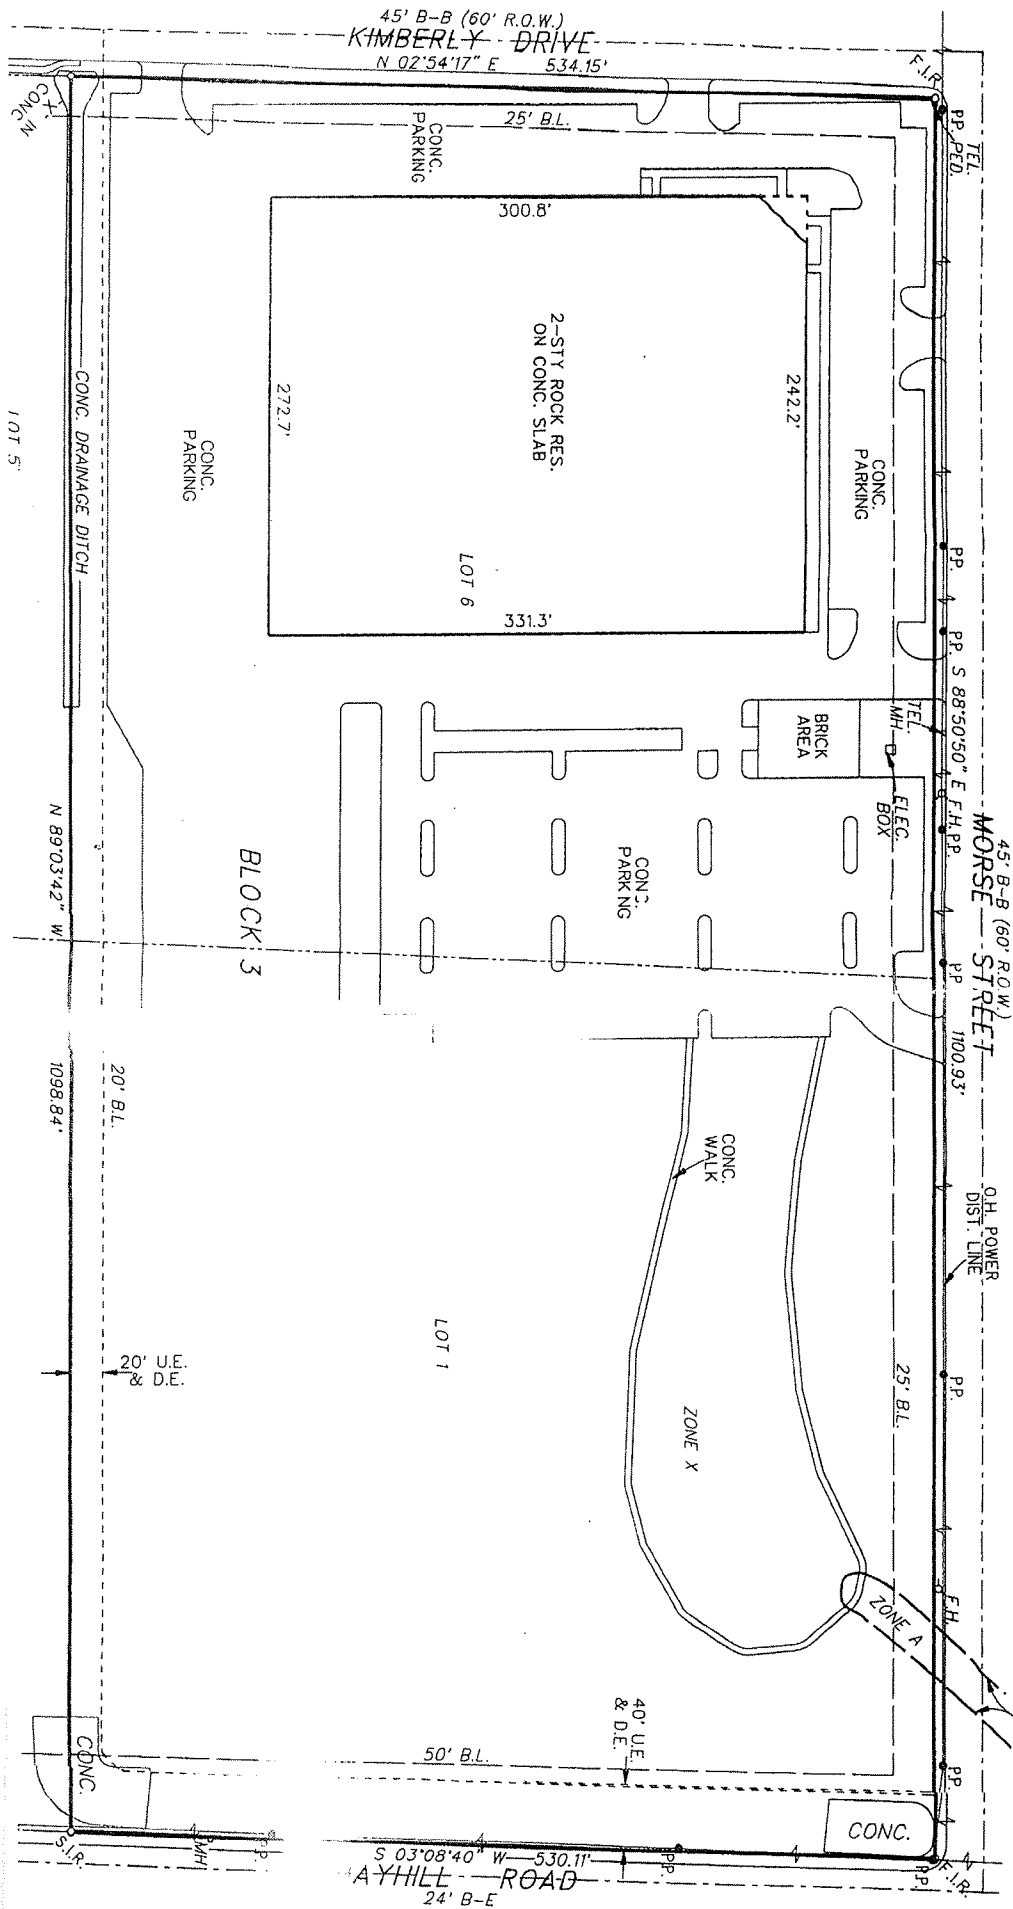 45' B-B (60' R.O.W.)
KIMBERLY DRIVE
N 02°54'17" E 534.15'
F.I.R.
"X" IN
CONC.
25' B.L.
CONC.
PARKING
P.P.
TEL.
PED.
300.8'
2-STY ROCK RES.
ON CONC. SLAB
242.2'
272.7'
CONC.
PARKING
CONC.
PARKING
CONC. DRAINAGE DITCH
LOT 5
LOT 6
331.3'
P.P.
P.P.
S 88°50'50" E
TEL.
MH.
BRICK
AREA
ELEC.
BOX
F.H.
P.P.
45' B-B (60' R.O.W.)
MORSE STREET
CONC.
PARKNG
BLOCK 3
N 89°03'42" W
P.P.
1100.93'
20' B.L.
1098.84'
CONC.
WALK
O.H. POWER
DIST. LINE
LOT 1
20' U.E.
& D.E.
P.P.
25' B.L.
ZONE X
F.H.
ZONE A
40' U.E.
& D.E.
50' B.L.
P.P.
CONC.
CONC.
S.I.R.
MH
P.P.
S 03°08'40" W 530.11'
P.P.
P.P.
F.I.R.
AYHILL ROAD
24' B-E